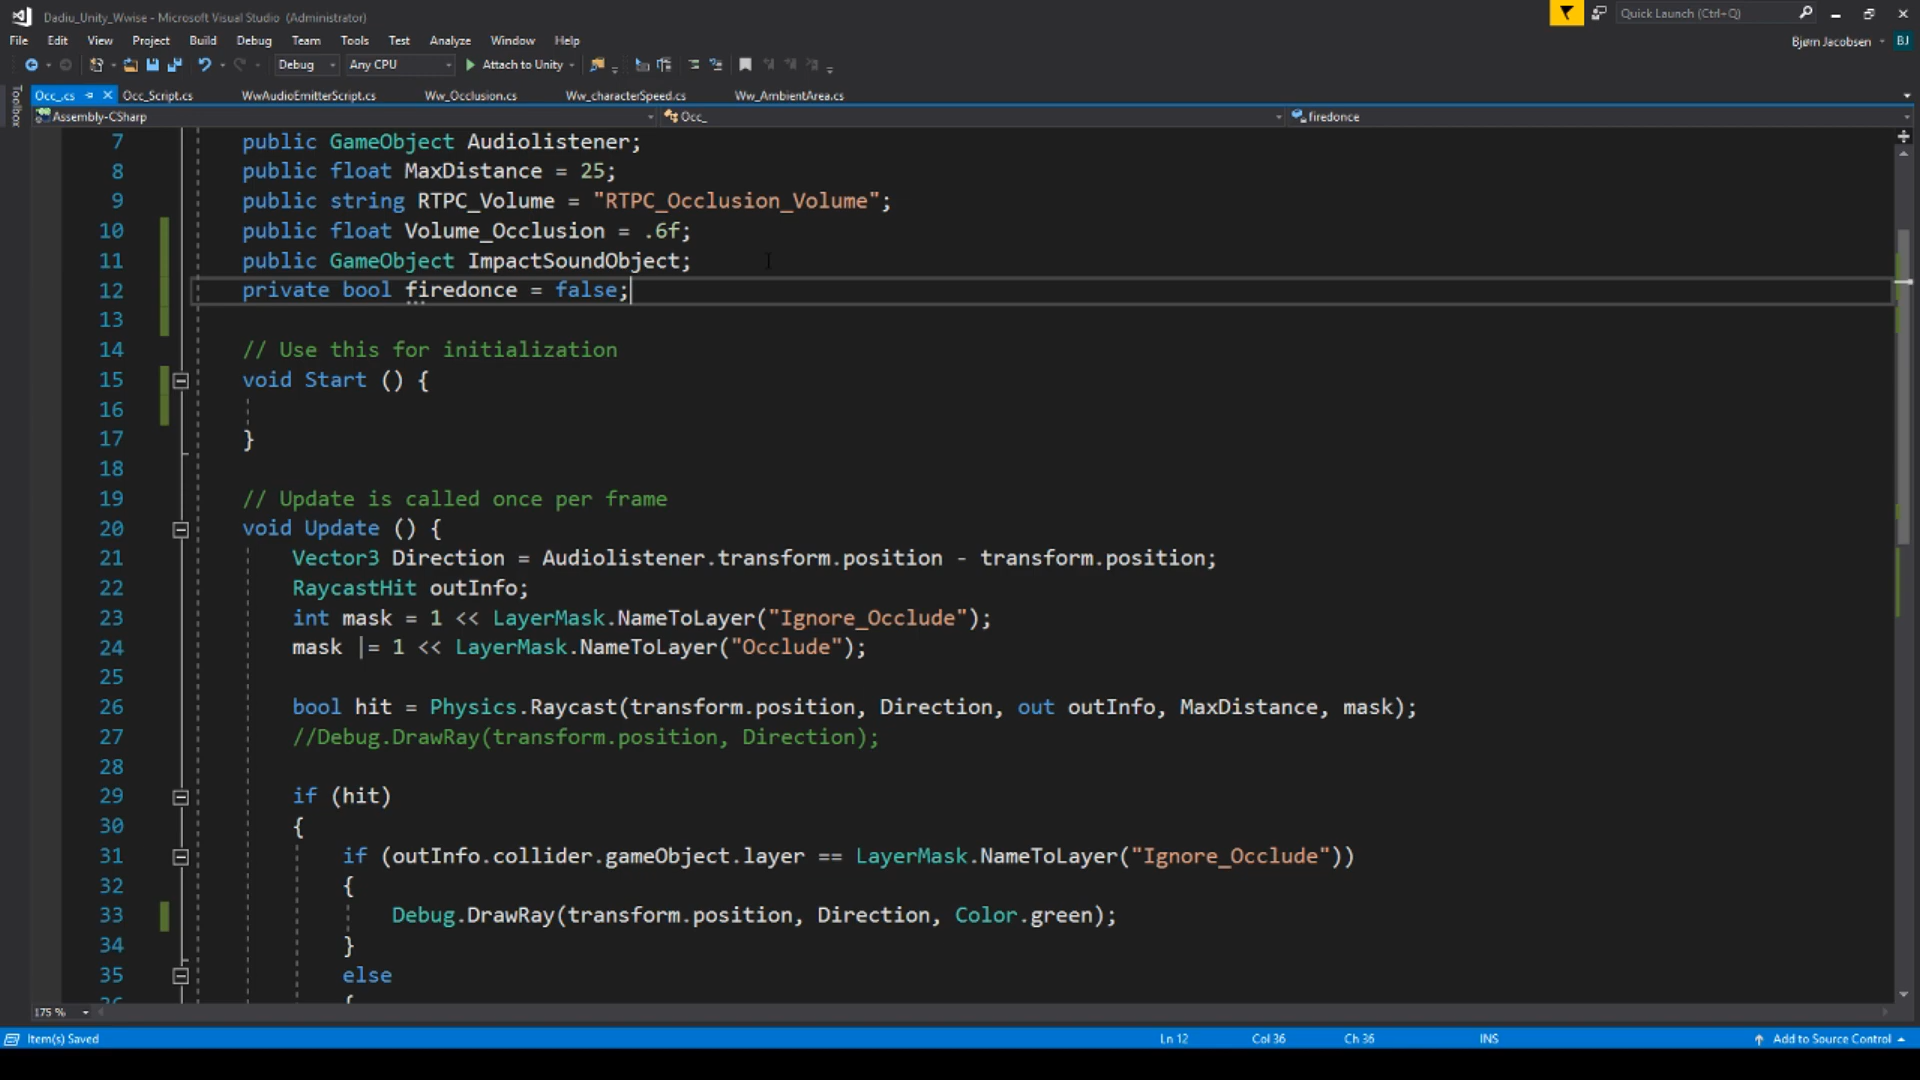 Dadiu_Unity_Wwise - Microsoft Visual Studio (Administrator)
Quick Launch (Ctrl+Q)
File Edit View Project Build Debug Team Tools Test Analyze Window Help
Bjørn Jacobsen BJ
Debug Any CPU Attach to Unity
Toolbox
Occ_.cs Occ_Script.cs WwAudioEmitterScript.cs Ww_Occlusion.cs Ww_characterSpeed.cs Ww_AmbientArea.cs
Assembly-CSharp Occ_ firedonce
7 public GameObject Audiolistener;
8 public float MaxDistance = 25;
9 public string RTPC_Volume = "RTPC_Occlusion_Volume";
10 public float Volume_Occlusion = .6f;
11 public GameObject ImpactSoundObject;
12 private bool firedonce = false;
13
14 // Use this for initialization
15 void Start () {
16
17 }
18
19 // Update is called once per frame
20 void Update () {
21 Vector3 Direction = Audiolistener.transform.position - transform.position;
22 RaycastHit outInfo;
23 int mask = 1 << LayerMask.NameToLayer("Ignore_Occlude");
24 mask |= 1 << LayerMask.NameToLayer("Occlude");
25
26 bool hit = Physics.Raycast(transform.position, Direction, out outInfo, MaxDistance, mask);
27 //Debug.DrawRay(transform.position, Direction);
28
29 if (hit)
30 {
31 if (outInfo.collider.gameObject.layer == LayerMask.NameToLayer("Ignore_Occlude"))
32 {
33 Debug.DrawRay(transform.position, Direction, Color.green);
34 }
35 else
36 {
175 %
Item(s) Saved Ln 12 Col 36 Ch 36 INS Add to Source Control